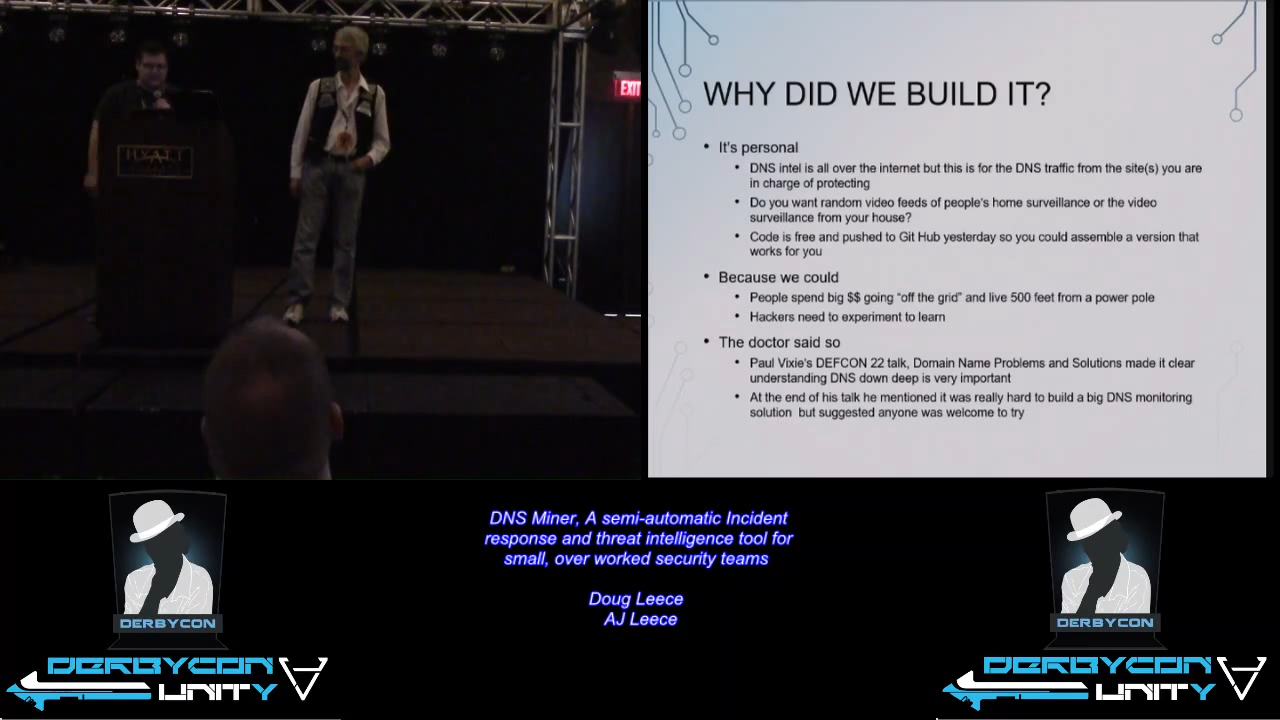 HYATT
EXIT
WHY DID WE BUILD IT?
• It's personal
• DNS intel is all over the internet but this is for the DNS traffic from the site(s) you are
in charge of protecting
• Do you want random video feeds of people's home surveillance or the video
surveillance from your house?
• Code is free and pushed to Git Hub yesterday so you could assemble a version that
works for you
• Because we could
• People spend big $$ going "off the grid" and live 500 feet from a power pole
• Hackers need to experiment to learn
• The doctor said so
• Paul Vixie's DEFCON 22 talk, Domain Name Problems and Solutions made it clear
understanding DNS down deep is very important
• At the end of his talk he mentioned it was really hard to build a big DNS monitoring
solution but suggested anyone was welcome to try
DNS Miner, A semi-automatic Incident
response and threat intelligence tool for
small, over worked security teams
Doug Leece
AJ Leece
DERBYCON
DERBYCON
UNITY
DERBYCON
DERBYCON
UNITY